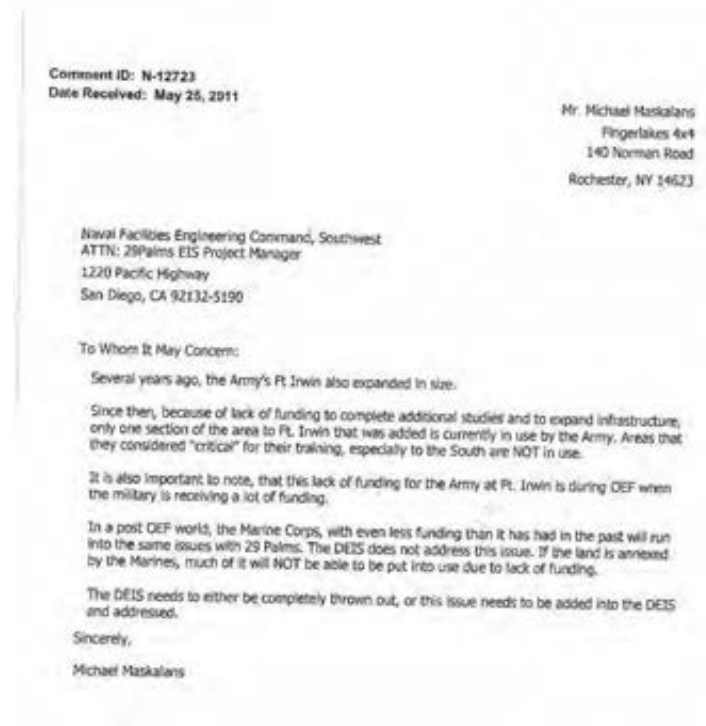 Comment ID: N-12723
Date Received: May 25, 2011
Mr. Michael Maskalans
Fingerlakes 4x4
140 Norman Road
Rochester, NY 14623
Naval Facilities Engineering Command, Southwest
ATTN: 29Palms EIS Project Manager
1220 Pacific Highway
San Diego, CA 92132-5190
To Whom It May Concern:
Several years ago, the Army's Ft Irwin also expanded in size.
Since then, because of lack of funding to complete additional studies and to expand infrastructure,
only one section of the area to Ft. Irwin that was added is currently in use by the Army. Areas that
they considered "critical" for their training, especially to the South are NOT in use.
It is also important to note, that this lack of funding for the Army at Ft. Irwin is during OEF when
the military is receiving a lot of funding.
In a post OEF world, the Marine Corps, with even less funding than it has had in the past will run
into the same issues with 29 Palms. The DEIS does not address this issue. If the land is annexed
by the Marines, much of it will NOT be able to be put into use due to lack of funding.
The DEIS needs to either be completely thrown out, or this issue needs to be added into the DEIS
and addressed.
Sincerely,
Michael Maskalans